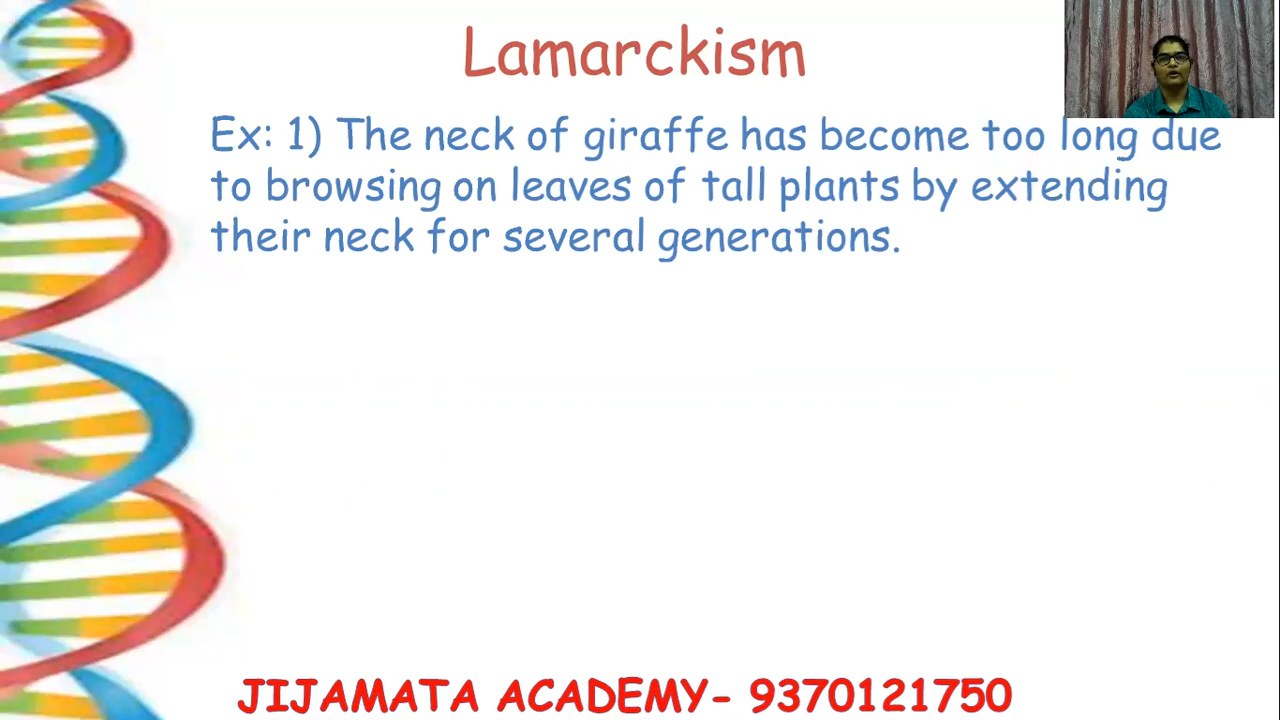 Lamarckism
Ex: 1) The neck of giraffe has become too long due
to browsing on leaves of tall plants by extending
their neck for several generations.
JIJAMATA ACADEMY- 9370121750